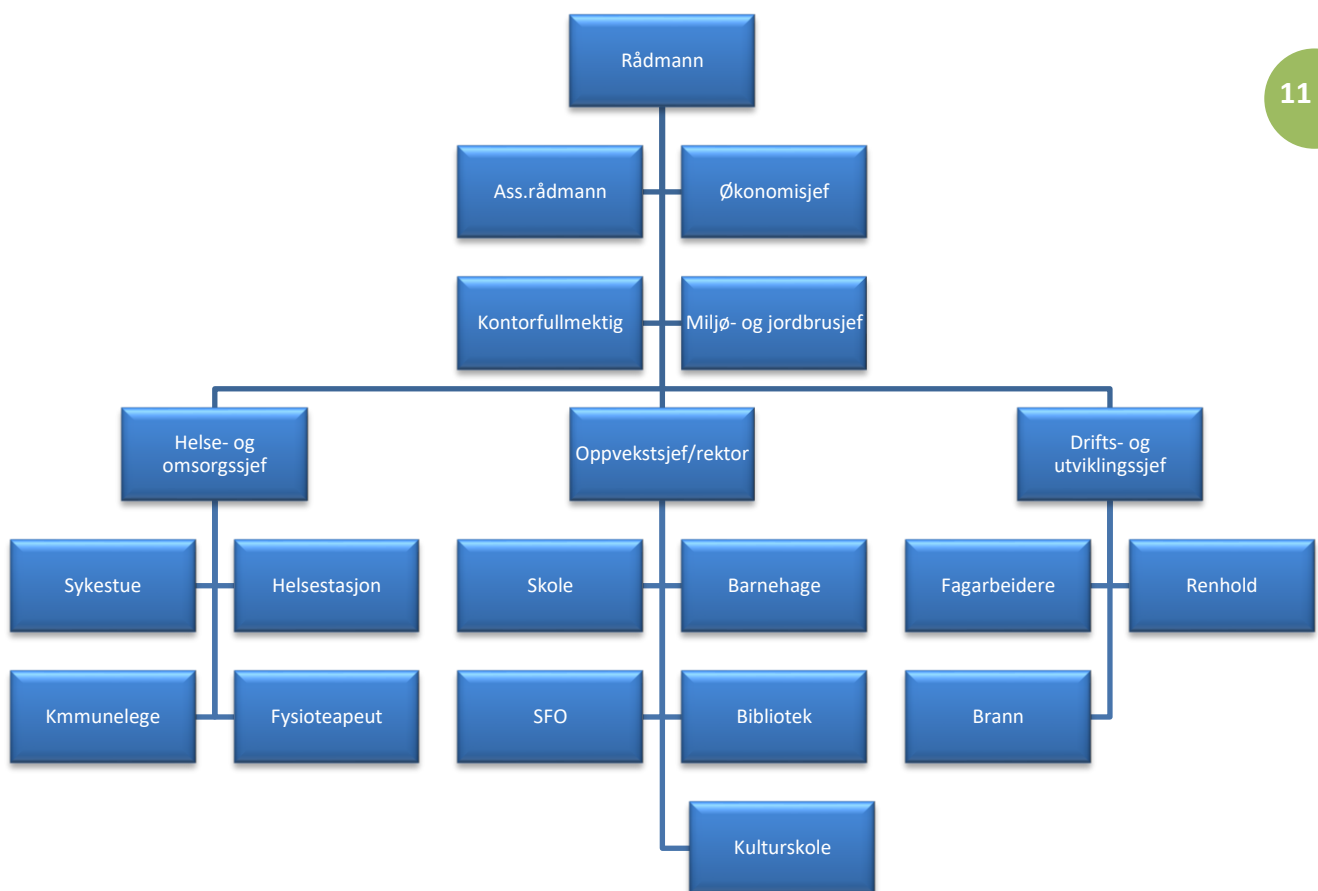 Rådmann
11
Ass.rådmann
Økonomisjef
Kontorfullmektig
Miljø- og jordbrusjef
Helse- og
omsorgssjef
Oppvekstsjef/rektor
Drifts- og
utviklingssjef
Sykestue
Helsestasjon
Skole
Barnehage
Fagarbeidere
Renhold
Kmmunelege
Fysioteapeut
SFO
Bibliotek
Brann
Kulturskole